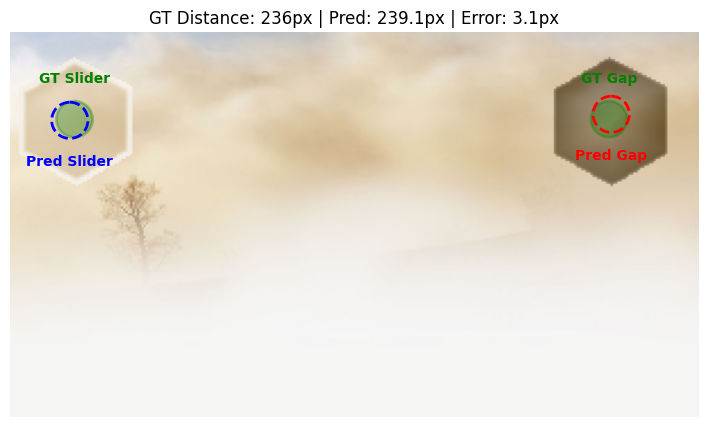 GT Distance: 236px | Pred: 239.1px | Error: 3.1px
GT Slider
GT Gap
Pred Slider
Pred Gap